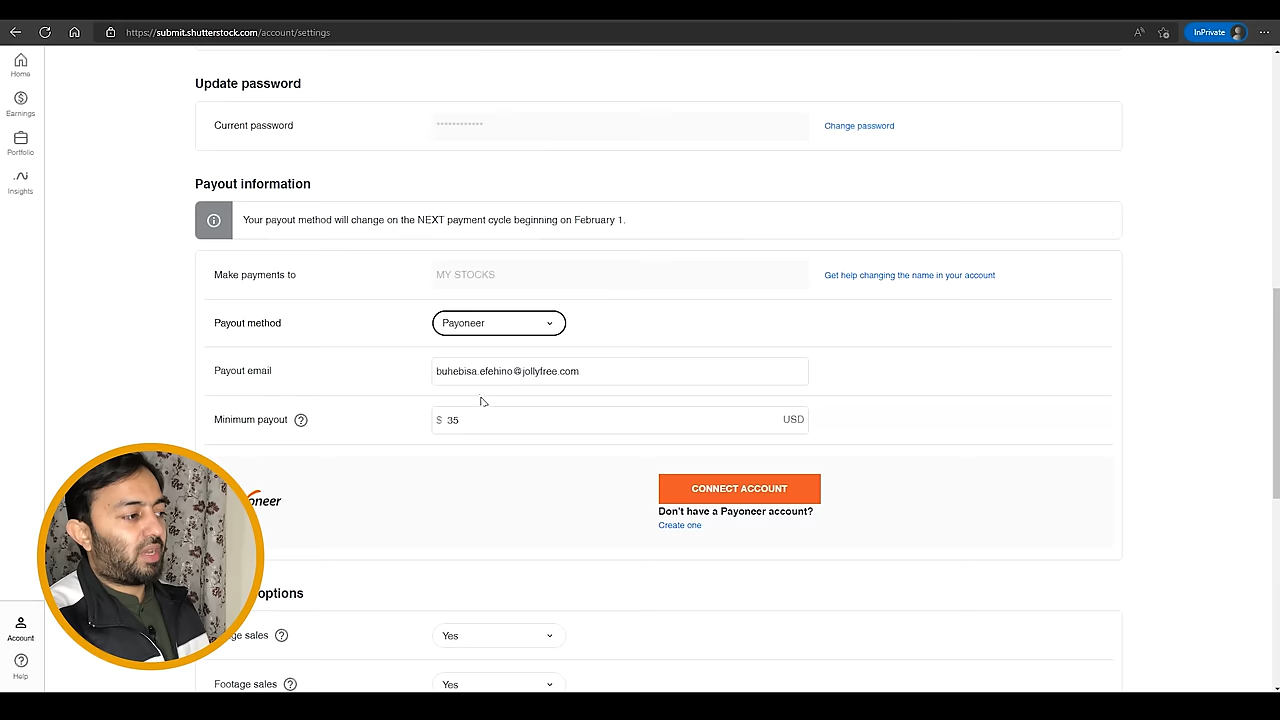 https://submit.shutterstock.com/account/settings
InPrivate
Home
Earnings
Portfolio
Insights
Update password
Current password
************
Change password
Payout information
Your payout method will change on the NEXT payment cycle beginning on February 1.
Make payments to
MY STOCKS
Get help changing the name in your account
Payout method
Payoneer
Payout email
buhebisa.efehino@jollyfree.com
Minimum payout
$ 35
USD
oneer
CONNECT ACCOUNT
Don't have a Payoneer account?
Create one
options
ge sales
Yes
Footage sales
Yes
Account
Help